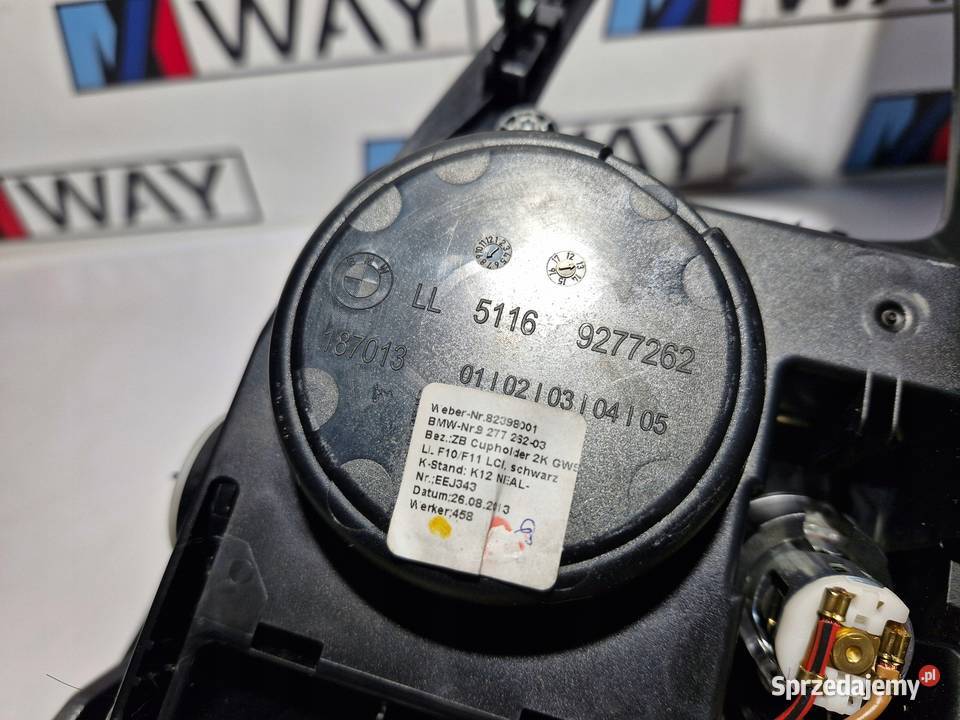 WAY
WAY
WAY
BMW
LL 5116 9277262
187013
01 | 02 | 03 | 04 | 05
Weber-Nr.82398001
BMW-Nr.9 277 262-03
Bez.:ZB Cupholder 2K GWS
LL F10/F11 LCI, schwarz
K-Stand: K12 NEAL-
Nr.:EEJ343
Datum:26.08.2013
Werker:458
Sprzedajemy.pl